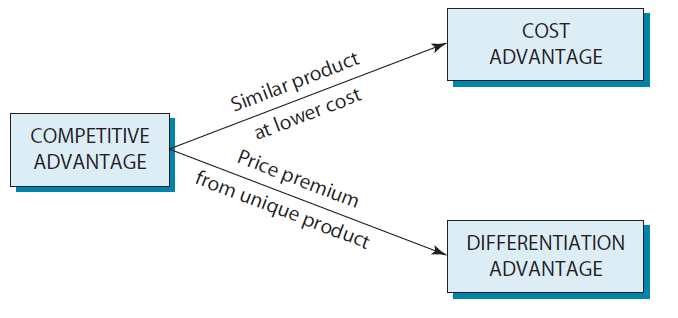 COST
ADVANTAGE
Similar product
at lower cost
COMPETITIVE
ADVANTAGE
Price premium
from unique product
DIFFERENTIATION
ADVANTAGE